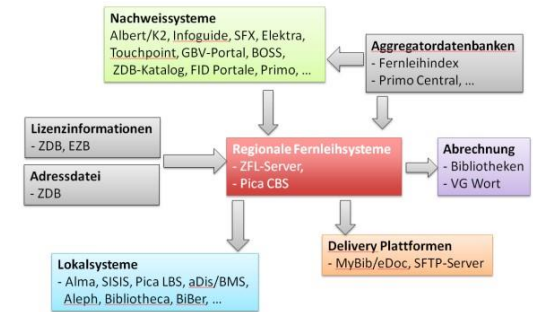 Nachweissysteme
Albert/K2, Infoguide, SFX, Elektra,
Touchpoint, GBV-Portal, BOSS,
ZDB-Katalog, FID Portale, Primo, ...
Aggregatordatenbanken
- Fernleihindex
- Primo Central, ...
Lizenzinformationen
- ZDB, EZB
Adressdatei
- ZDB
Regionale Fernleihsysteme
- ZFL-Server,
- Pica CBS
Abrechnung
- Bibliotheken
- VG Wort
Delivery Plattformen
- MyBib/eDoc, SFTP-Server
Lokalsysteme
- Alma, SISIS, Pica LBS, aDis/BMS,
Aleph, Bibliotheca, BiBer, ...